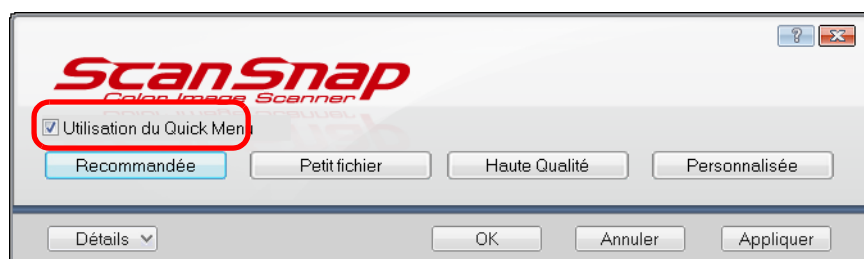 ?
ScanSnap
Color Image Scanner
Utilisation du Quick Menu
Recommandée
Petit fichier
Haute Qualité
Personnalisée
Détails
OK
Annuler
Appliquer